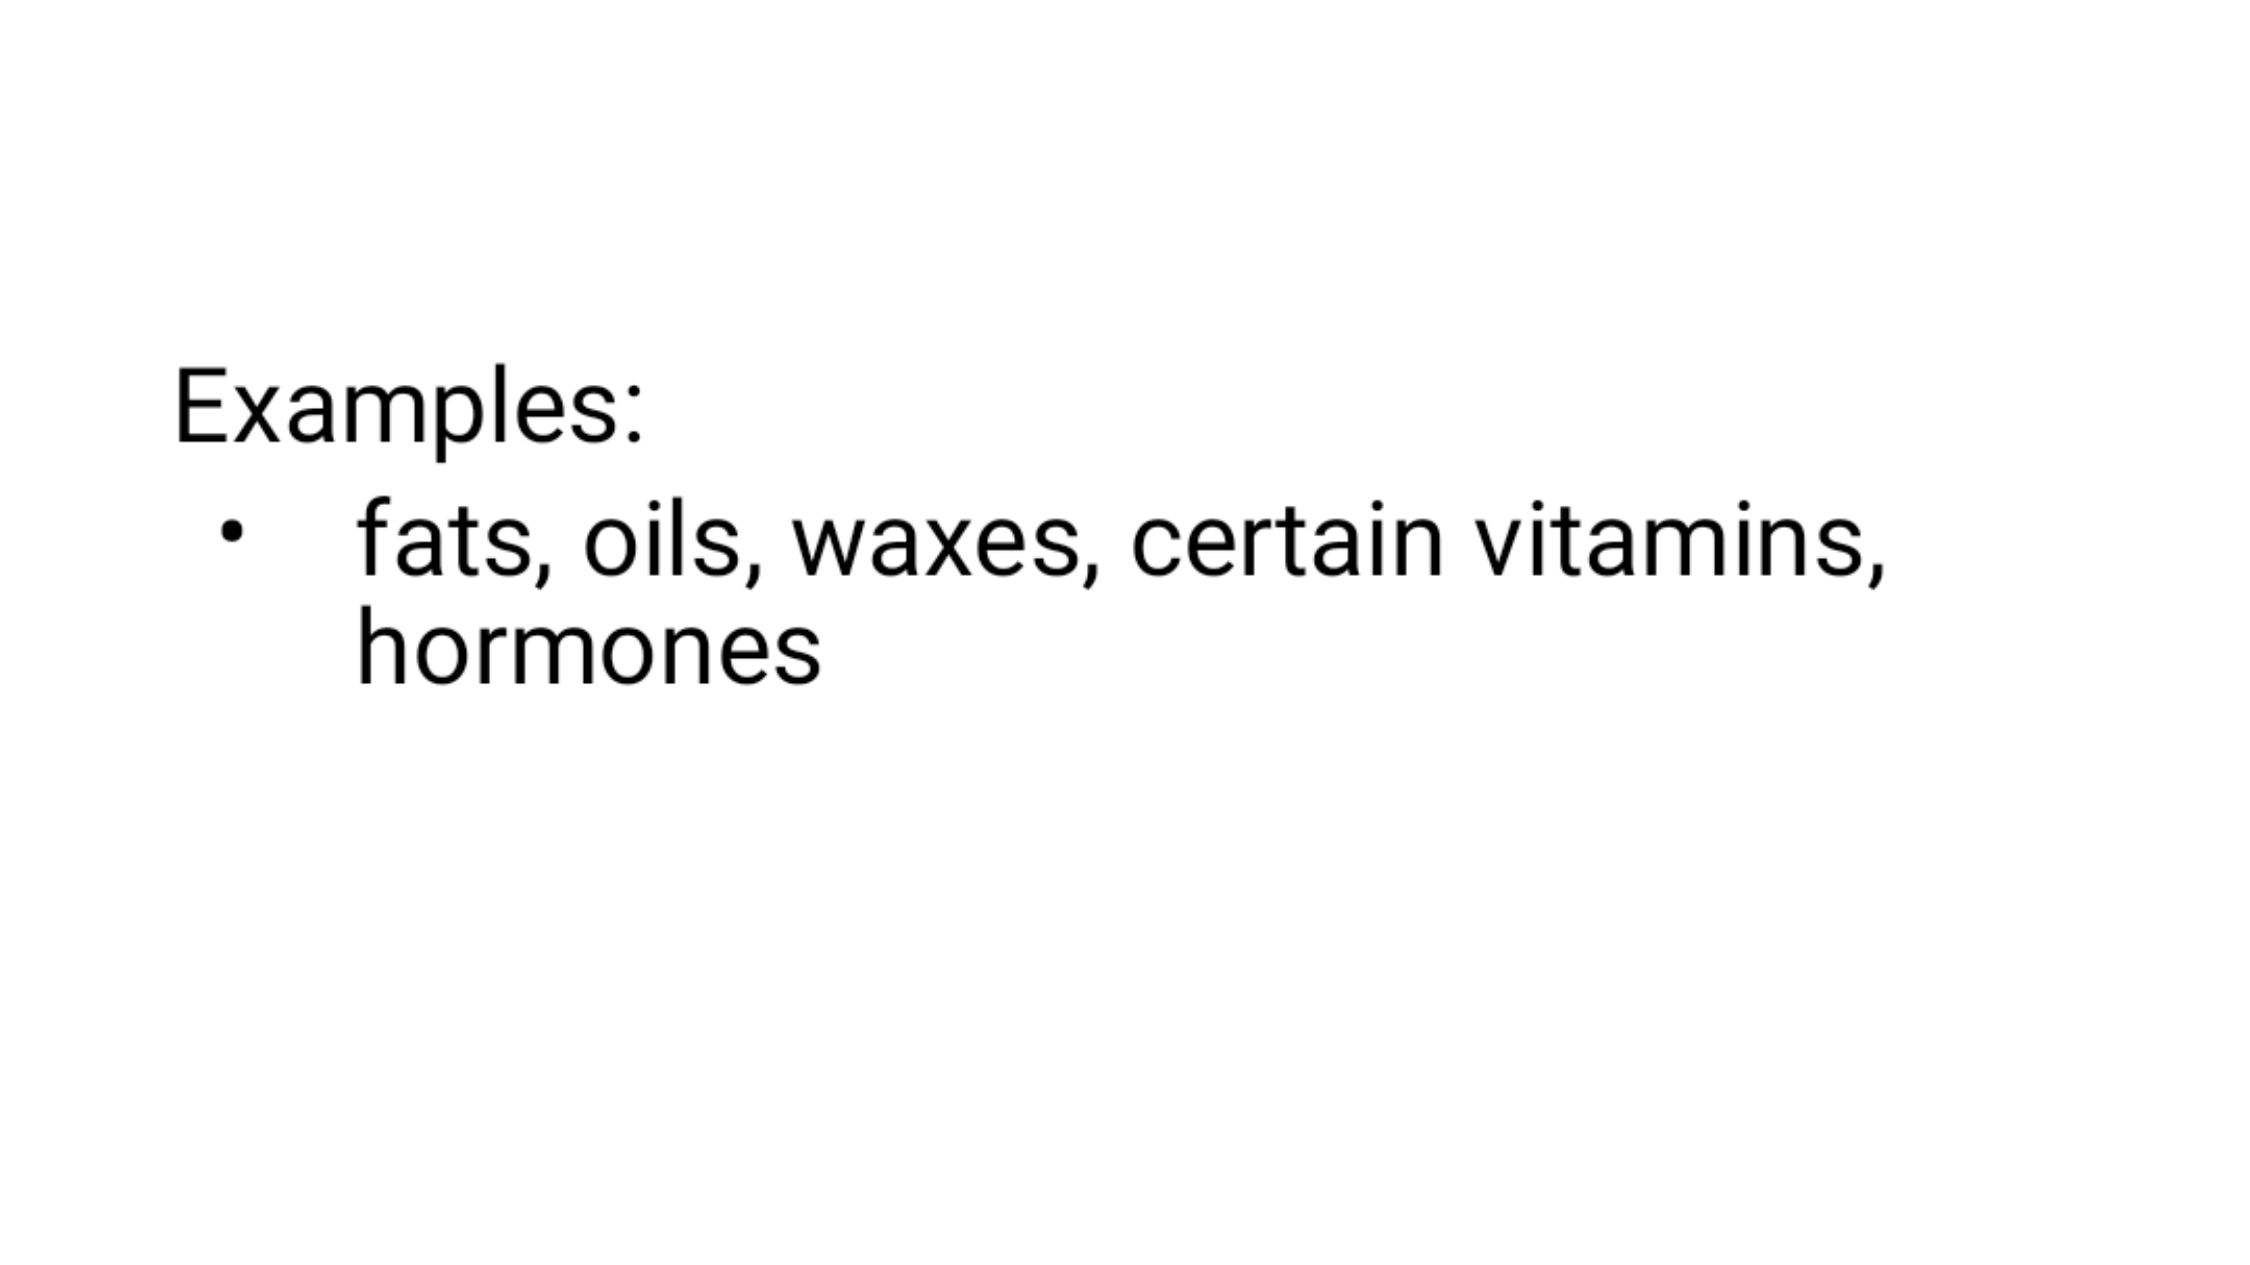 Examples:
• fats, oils, waxes, certain vitamins,
hormones